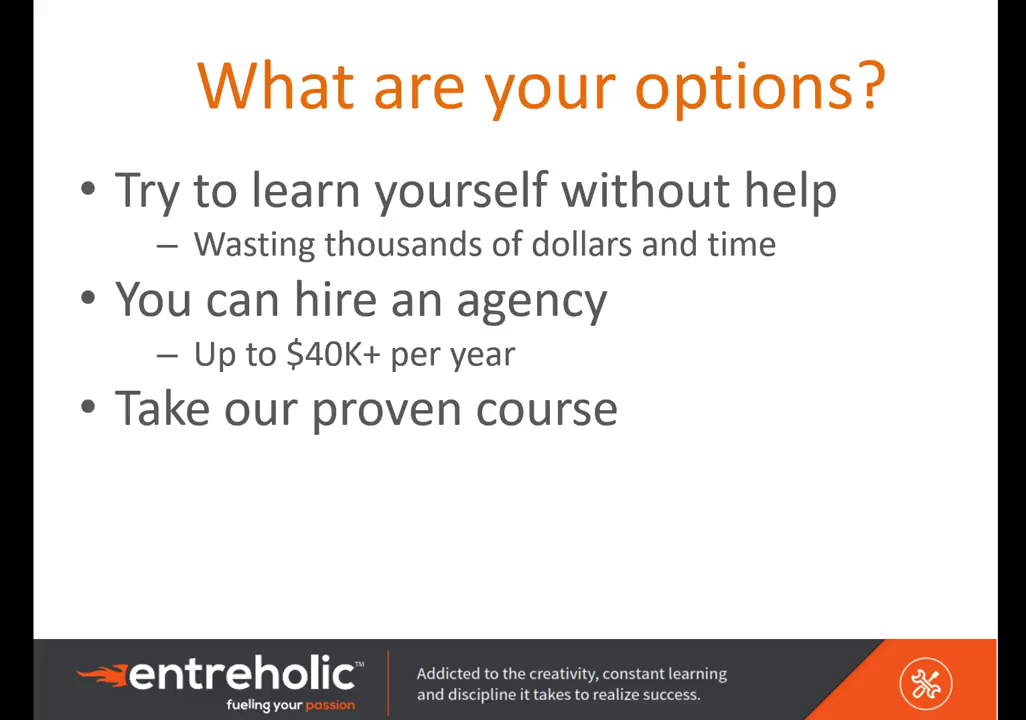 What are your options?
• Try to learn yourself without help
– Wasting thousands of dollars and time
• You can hire an agency
– Up to $40K+ per year
• Take our proven course
entreholic™
fueling your passion
Addicted to the creativity, constant learning
and discipline it takes to realize success.